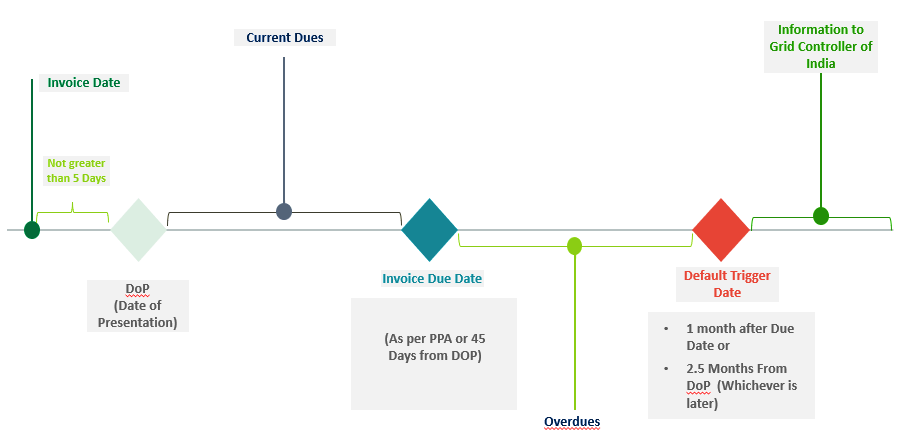 Information to
Grid Controller of
India
Current Dues
Invoice Date
Not greater
than 5 Days
DoP
(Date of
Presentation)
Invoice Due Date
(As per PPA or 45
Days from DOP)
Default Trigger
Date
• 1 month after Due
Date or
• 2.5 Months From
DoP (Whichever is
later)
Overdues